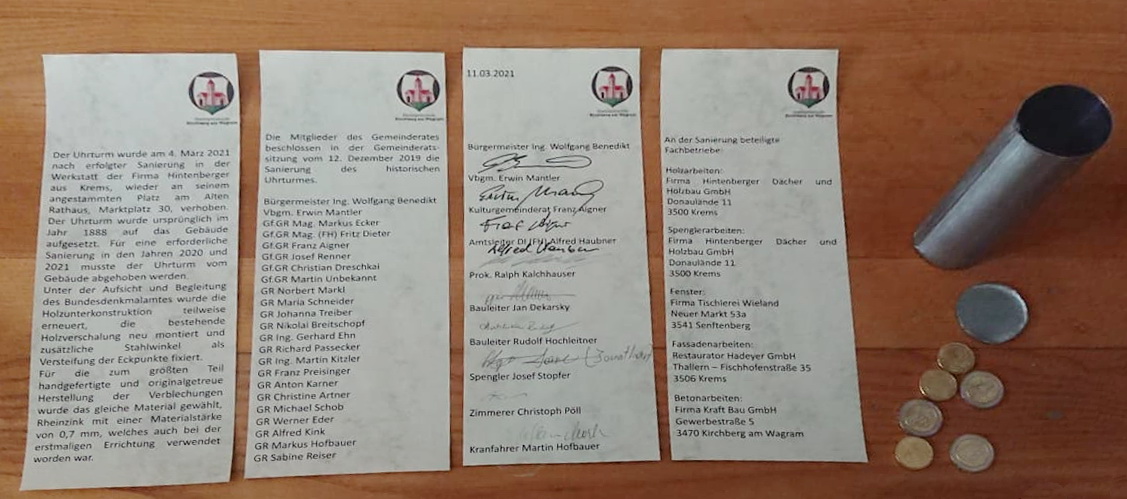 Kirchberg am Wagram
Der Uhrturm wurde am 4. März 2021
nach erfolgter Sanierung in der
Werkstatt der Firma Hintenberger
aus Krems, wieder an seinem
angestammten Platz am Alten
Rathaus, Marktplatz 30, verhoben.
Der Uhrturm wurde ursprünglich im
Jahr 1888 auf das Gebäude
aufgesetzt. Für eine erforderliche
Sanierung in den Jahren 2020 und
2021 musste der Uhrturm vom
Gebäude abgehoben werden.
Unter der Aufsicht und Begleitung
des Bundesdenkmalamtes wurde die
Holzunterkonstruktion teilweise
erneuert, die bestehende
Holzverschalung neu montiert und
zusätzliche Stahlwinkel als
Versteifung der Eckpunkte fixiert.
Für die zum größten Teil
handgefertigte und originalgetreue
Herstellung der Verblechungen
wurde das gleiche Material gewählt,
Rheinzink mit einer Materialstärke
von 0,7 mm, welches auch bei der
erstmaligen Errichtung verwendet
worden war.
Kirchberg am Wagram
Die Mitglieder des Gemeinderates
beschlossen in der Gemeinderats-
sitzung vom 12. Dezember 2019 die
Sanierung des historischen
Uhrturmes.
Bürgermeister Ing. Wolfgang Benedikt
Vbgm. Erwin Mantler
Gf.GR Mag. Markus Ecker
Gf.GR Mag. (FH) Fritz Dieter
Gf.GR Franz Aigner
Gf.GR Josef Renner
Gf.GR Christian Dreschkai
Gf.GR Martin Unbekannt
GR Norbert Markl
GR Maria Schneider
GR Johanna Treiber
GR Nikolai Breitschopf
GR Ing. Gerhard Ehn
GR Richard Passecker
GR Ing. Martin Kitzler
GR Franz Preisinger
GR Anton Karner
GR Christine Artner
GR Michael Schob
GR Werner Eder
GR Alfred Kink
GR Markus Hofbauer
GR Sabine Reiser
Kirchberg am Wagram
11.03.2021
Bürgermeister Ing. Wolfgang Benedikt
Vbgm. Erwin Mantler
Kulturgemeinderat Franz Aigner
Amtsleiter DI (FH) Alfred Haubner
Prok. Ralph Kalchhauser
Bauleiter Jan Dekarsky
Bauleiter Rudolf Hochleitner
Spengler Josef Stopfer
Zimmerer Christoph Pöll
Kranfahrer Martin Hofbauer
Kirchberg am Wagram
An der Sanierung beteiligte
Fachbetriebe:
Holzarbeiten:
Firma Hintenberger Dächer und
Holzbau GmbH
Donaulände 11
3500 Krems
Spenglerarbeiten:
Firma Hintenberger Dächer und
Holzbau GmbH
Donaulände 11
3500 Krems
Fenster:
Firma Tischlerei Wieland
Neuer Markt 53a
3541 Senftenberg
Fassadenarbeiten:
Restaurator Hadeyer GmbH
Thallern – Fischhofenstraße 35
3506 Krems
Betonarbeiten:
Firma Kraft Bau GmbH
Gewerbestraße 5
3470 Kirchberg am Wagram